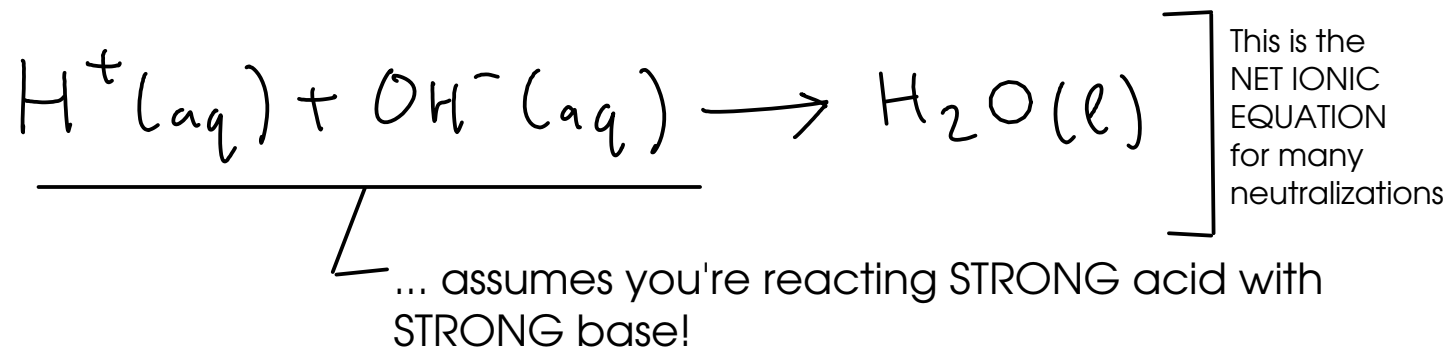 H⁺(aq) + OH⁻(aq) → H₂O(l)
This is the
NET IONIC
EQUATION
for many
neutralizations
... assumes you're reacting STRONG acid with
STRONG base!